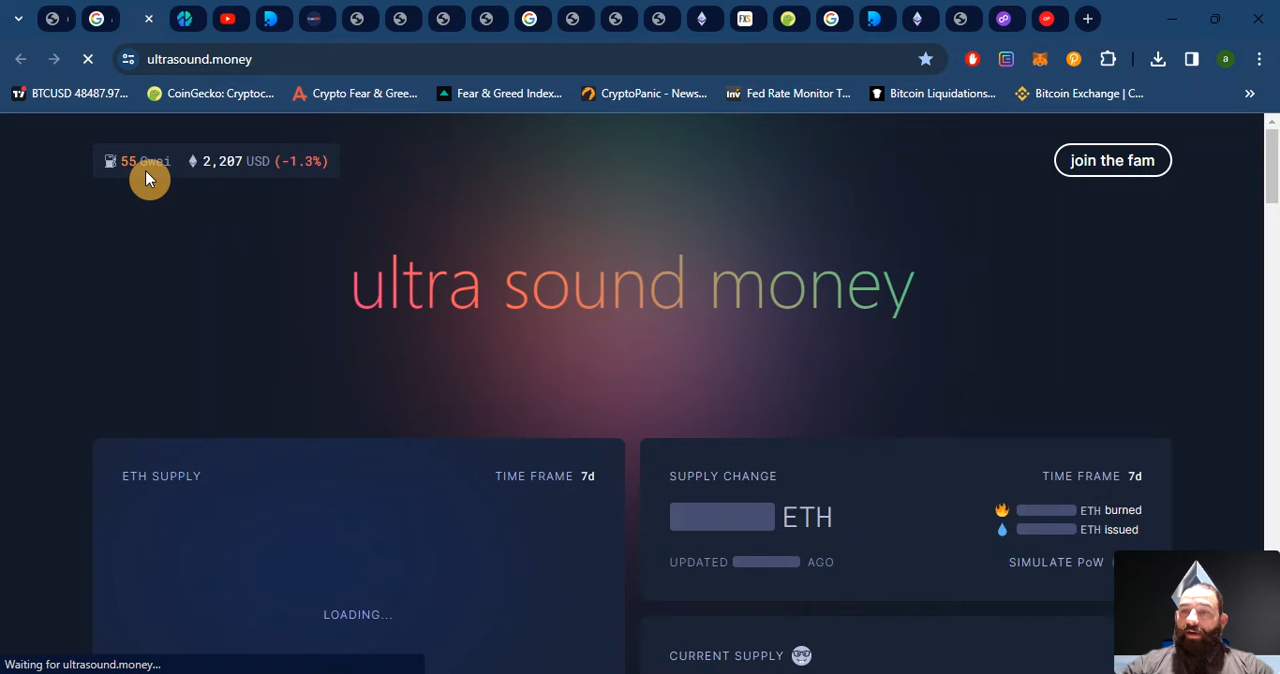 ultrasound.money
BTCUSD 48487.97...
CoinGecko: Cryptoc...
Crypto Fear & Gree...
Fear & Greed Index...
CryptoPanic - News...
Fed Rate Monitor T...
Bitcoin Liquidations...
Bitcoin Exchange | C...
55 Gwei
2,207 USD (-1.3%)
join the fam
ultra sound money
ETH SUPPLY
TIME FRAME 7d
LOADING...
SUPPLY CHANGE
TIME FRAME 7d
ETH
ETH burned
ETH issued
UPDATED AGO
SIMULATE PoW
CURRENT SUPPLY
Waiting for ultrasound.money...